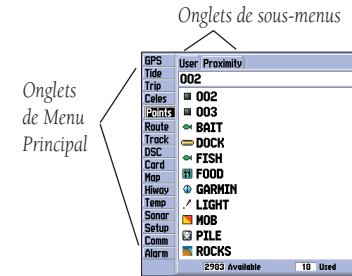 Onglets de sous-menus
Onglets
de Menu
Principal
GPS
Tide
Trip
Celes
Points
Route
Track
DSC
Card
Map
Hiway
Temp
Sonar
Setup
Comm
Alarm
User Proximity
002
002
003
BAIT
DOCK
FISH
FOOD
GARMIN
LIGHT
MOB
PILE
ROCKS
2983 Available 18 Used